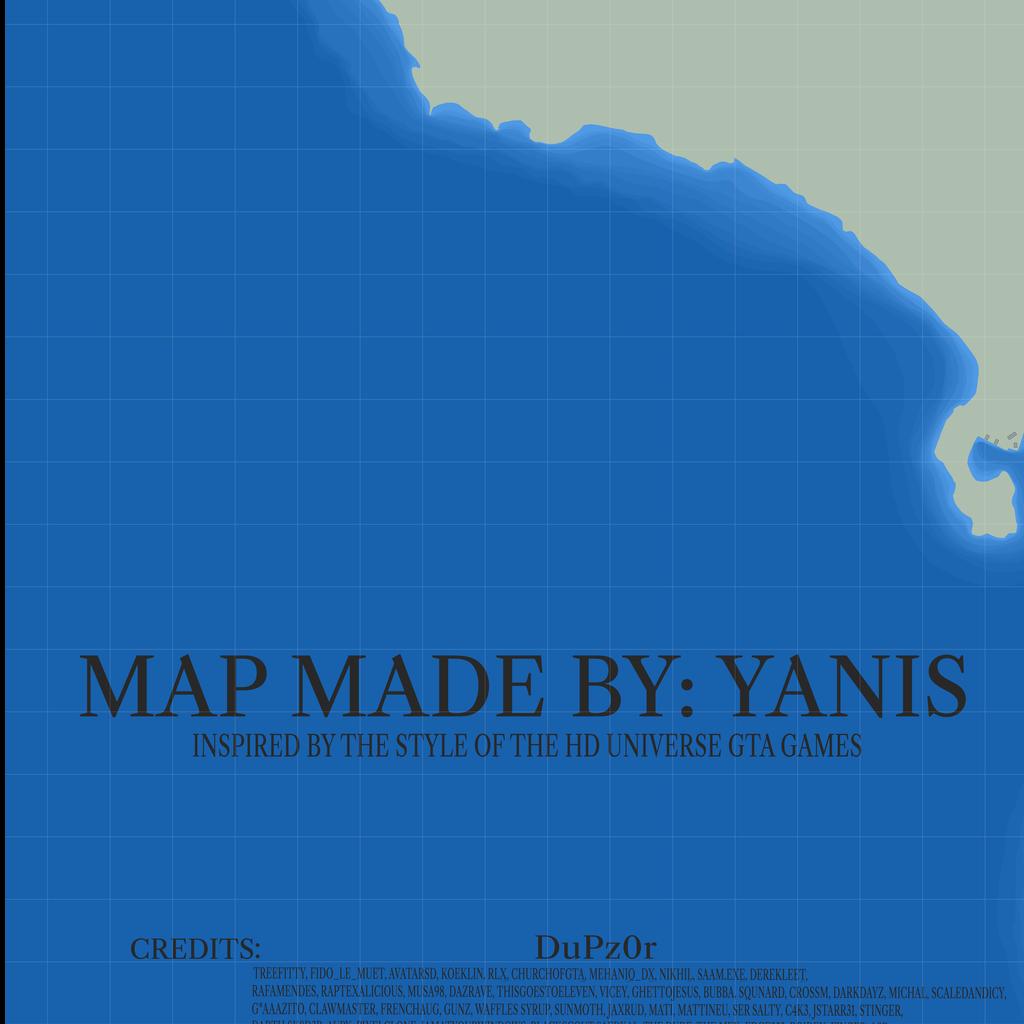 MAP MADE BY: YANIS
INSPIRED BY THE STYLE OF THE HD UNIVERSE GTA GAMES
CREDITS: DuPz0r
TREEFITTY, FIDO_LE_MUET, AVATARSD, KOEKLIN, RLX, CHURCHOFGTA, MEHANIO_DX, NIKHIL, SAAM.EXE, DEREKLEET,
RAFAMENDES, RAPTEXALICIOUS, MUSA98, DAZRAVE, THISGOESTOELEVEN, VICEY, GHETTOJESUS, BUBBA. SQUNARD, CROSSM, DARKDAYZ, MICHAL, SCALEDANDICY,
G*AAAZITO, CLAWMASTER, FRENCHAUG, GUNZ, WAFFLES SYRUP, SUNMOTH, JAXRUD, MATI, MATTINEU, SER SALTY, C4K3, JSTARR31, STINGER,